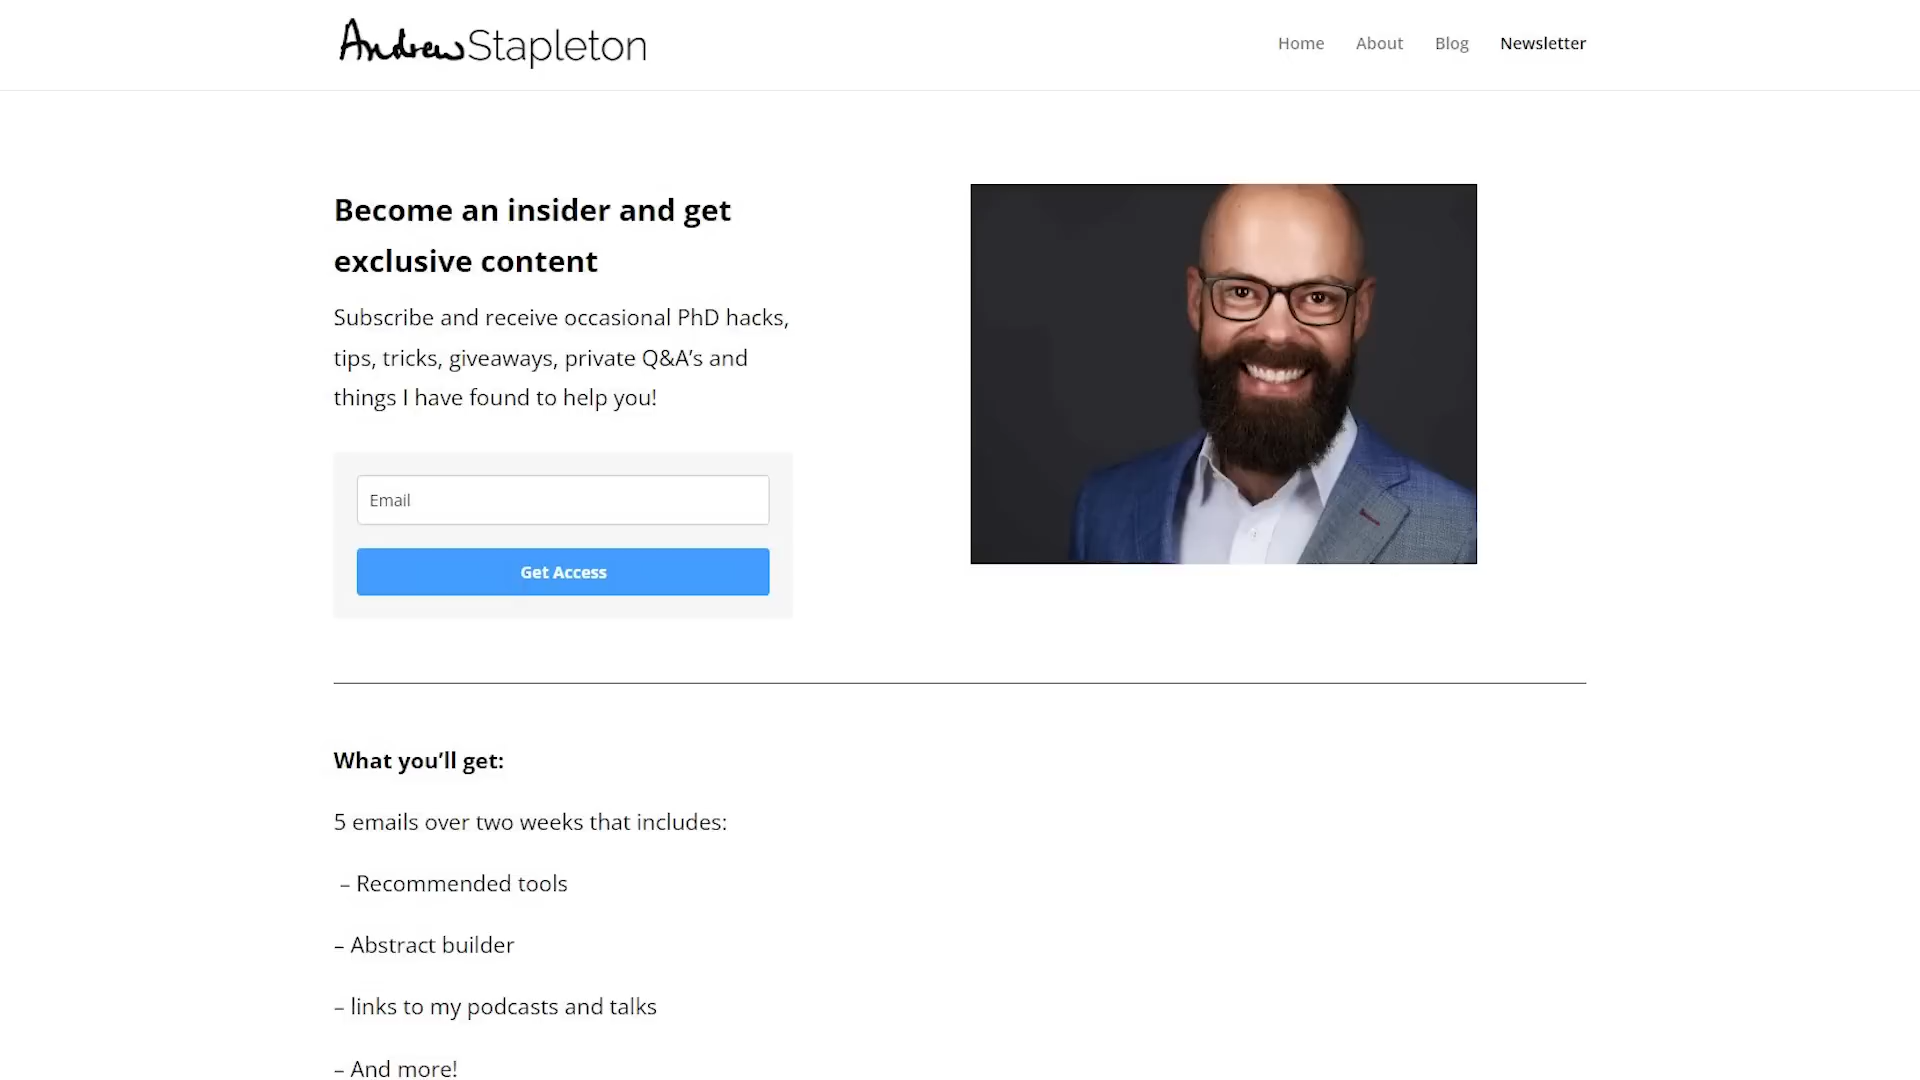 Andrew Stapleton
Home About Blog Newsletter
Become an insider and get
exclusive content
Subscribe and receive occasional PhD hacks,
tips, tricks, giveaways, private Q&A’s and
things I have found to help you!
Email
Get Access
What you’ll get:
5 emails over two weeks that includes:
– Recommended tools
– Abstract builder
– links to my podcasts and talks
– And more!